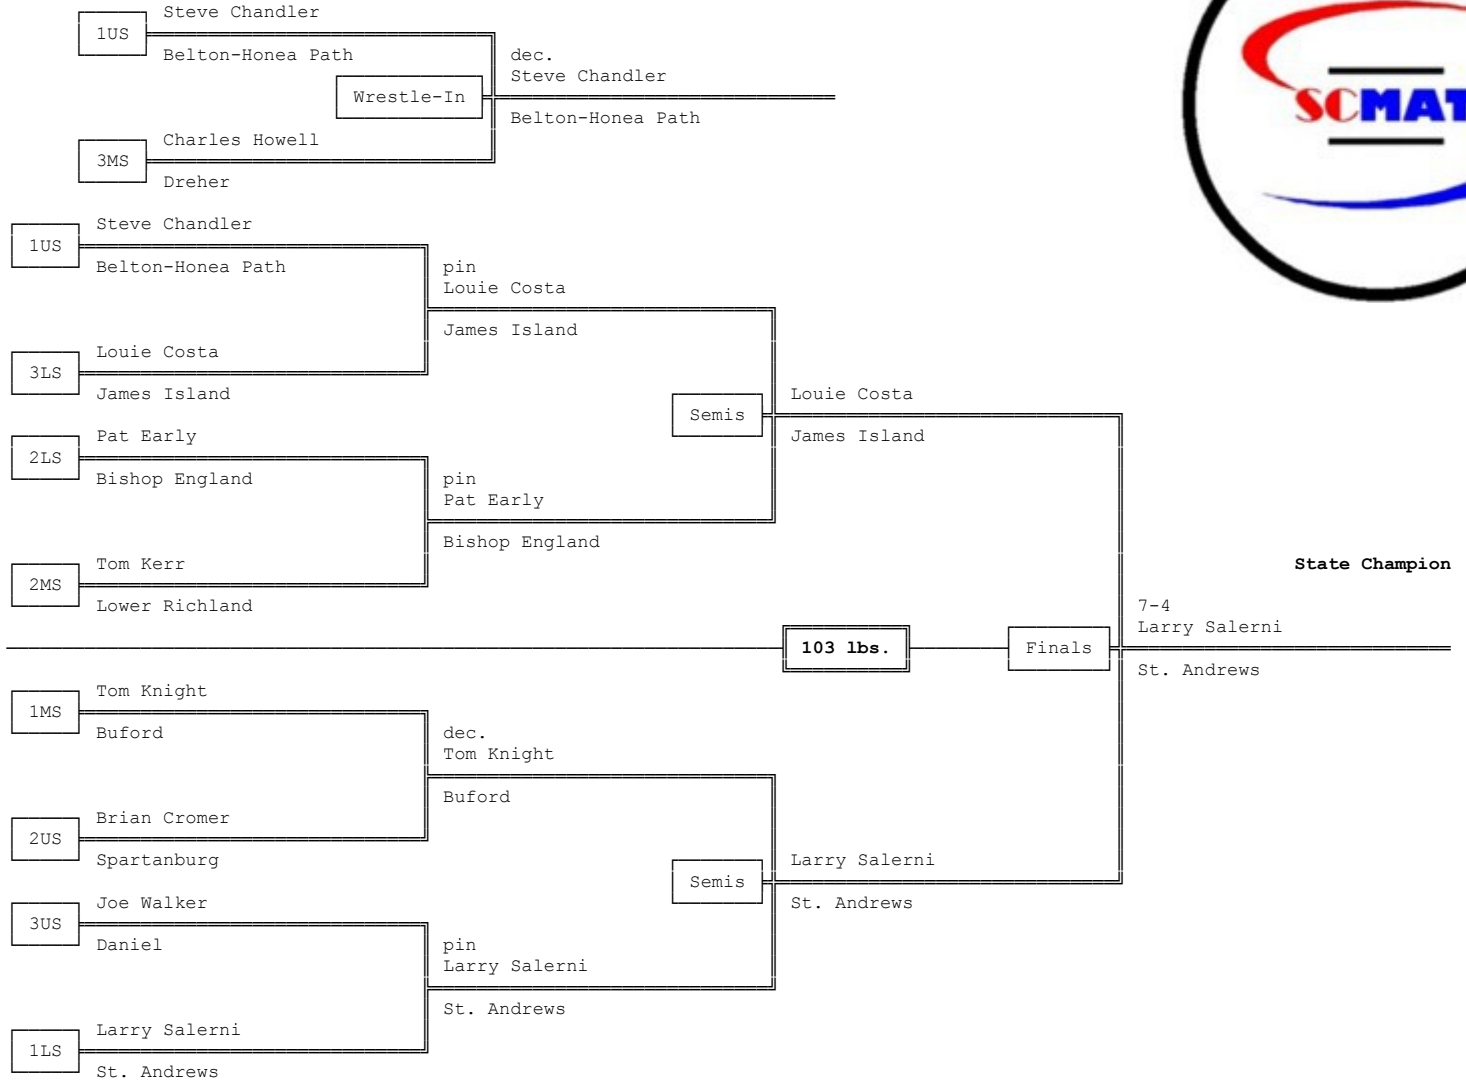 Steve Chandler
1US
Belton-Honea Path
dec.
Steve Chandler
Wrestle-In
Belton-Honea Path
Charles Howell
3MS
Dreher
SCMAT
Steve Chandler
1US
Belton-Honea Path
pin
Louie Costa
James Island
Louie Costa
3LS
James Island
Louie Costa
Semis
James Island
Pat Early
2LS
Bishop England
pin
Pat Early
Bishop England
Tom Kerr
2MS
Lower Richland
State Champion
7-4
Larry Salerni
103 lbs.
Finals
St. Andrews
Tom Knight
1MS
Buford
dec.
Tom Knight
Buford
Brian Cromer
2US
Spartanburg
Larry Salerni
Semis
St. Andrews
Joe Walker
3US
Daniel
pin
Larry Salerni
St. Andrews
Larry Salerni
1LS
St. Andrews